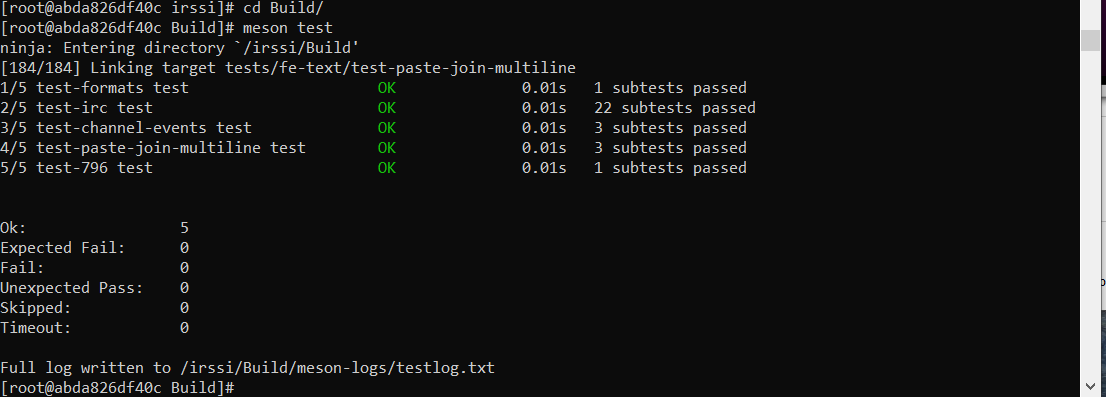 [root@abda826df40c irssi]# cd Build/
[root@abda826df40c Build]# meson test
ninja: Entering directory `/irssi/Build'
[184/184] Linking target tests/fe-text/test-paste-join-multiline
1/5 test-formats test                     OK              0.01s   1 subtests passed
2/5 test-irc test                         OK              0.01s   22 subtests passed
3/5 test-channel-events test              OK              0.01s   3 subtests passed
4/5 test-paste-join-multiline test        OK              0.01s   3 subtests passed
5/5 test-796 test                         OK              0.01s   1 subtests passed
Ok:                 5
Expected Fail:      0
Fail:               0
Unexpected Pass:    0
Skipped:            0
Timeout:            0
Full log written to /irssi/Build/meson-logs/testlog.txt
[root@abda826df40c Build]#